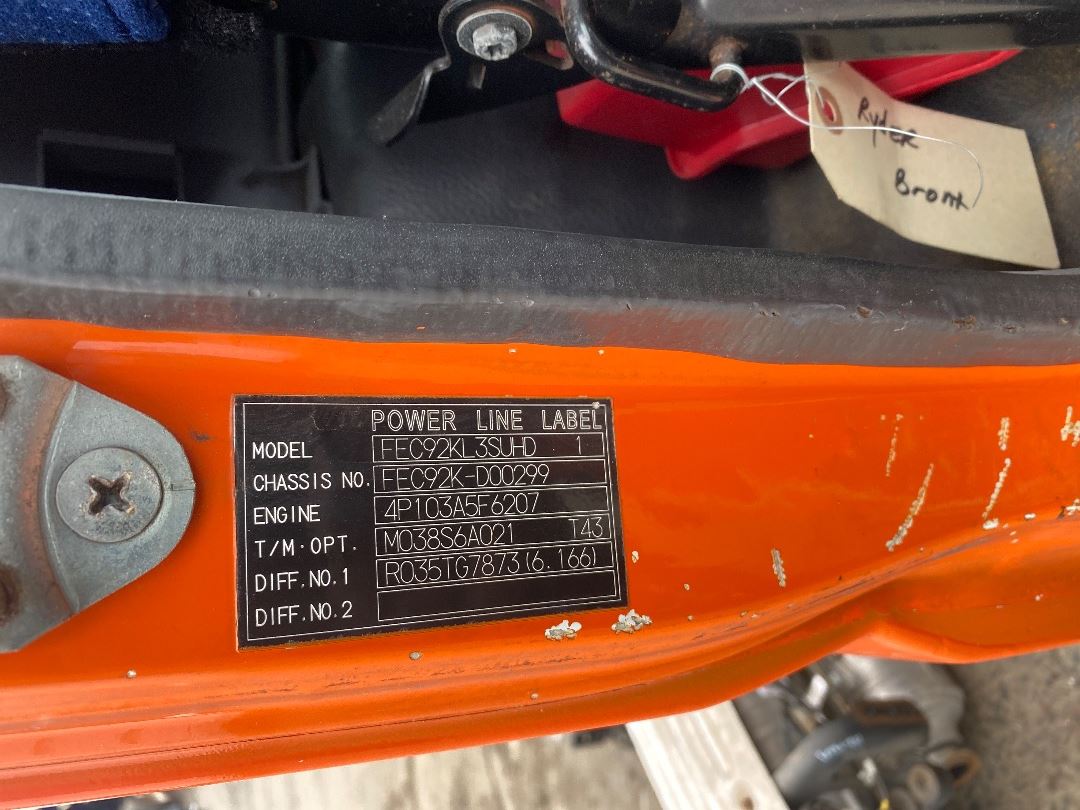 Ryder
Bronx
POWER LINE LABEL
MODEL FEC92KL3SUHD 1
CHASSIS NO. FEC92K-D00299
ENGINE 4P103A5F6207
T/M·OPT. M038S6A021 T43
DIFF.NO.1 R035TG7873(6.166)
DIFF.NO.2